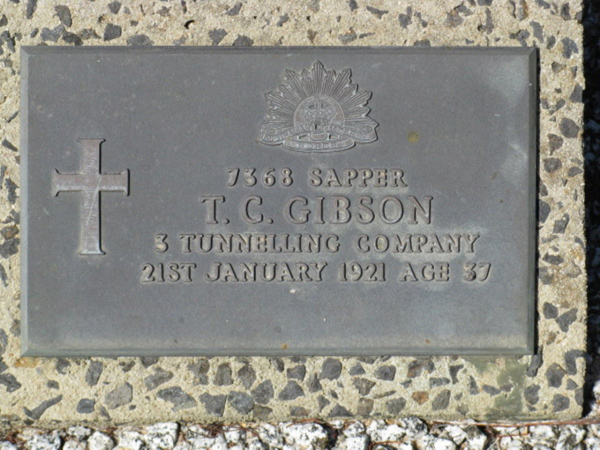 7368 SAPPER
T. C. GIBSON
3 TUNNELLING COMPANY
21ST JANUARY 1921 AGE 37